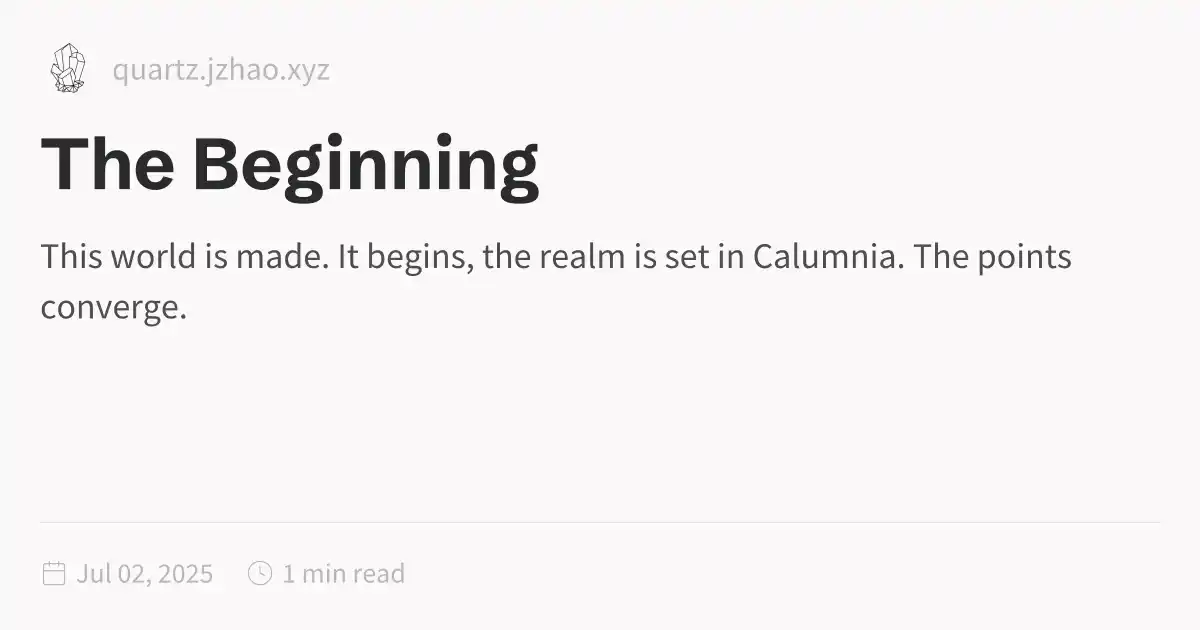 quartz.jzhao.xyz
The Beginning
This world is made. It begins, the realm is set in Calumnia. The points
converge.
Jul 02, 2025 1 min read